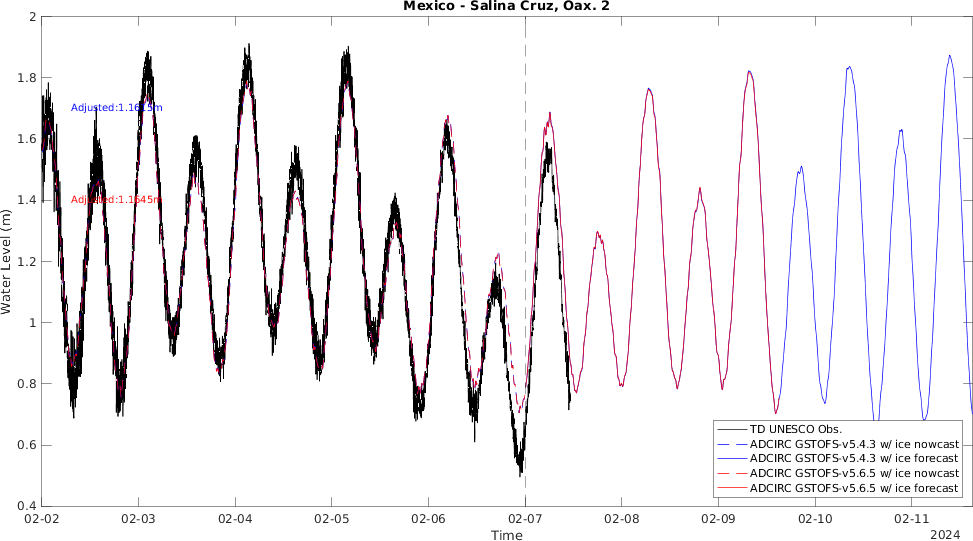 Mexico - Salina Cruz, Oax. 2
2
1.8
1.6
1.4
1.2
1
0.8
0.6
0.4
Water Level (m)
Adjusted:1.1615m
Adjusted:1.1645m
TD UNESCO Obs.
ADCIRC GSTOFS-v5.4.3 w/ ice nowcast
ADCIRC GSTOFS-v5.4.3 w/ ice forecast
ADCIRC GSTOFS-v5.6.5 w/ ice nowcast
ADCIRC GSTOFS-v5.6.5 w/ ice forecast
02-02 02-03 02-04 02-05 02-06 02-07 02-08 02-09 02-10 02-11
Time
2024